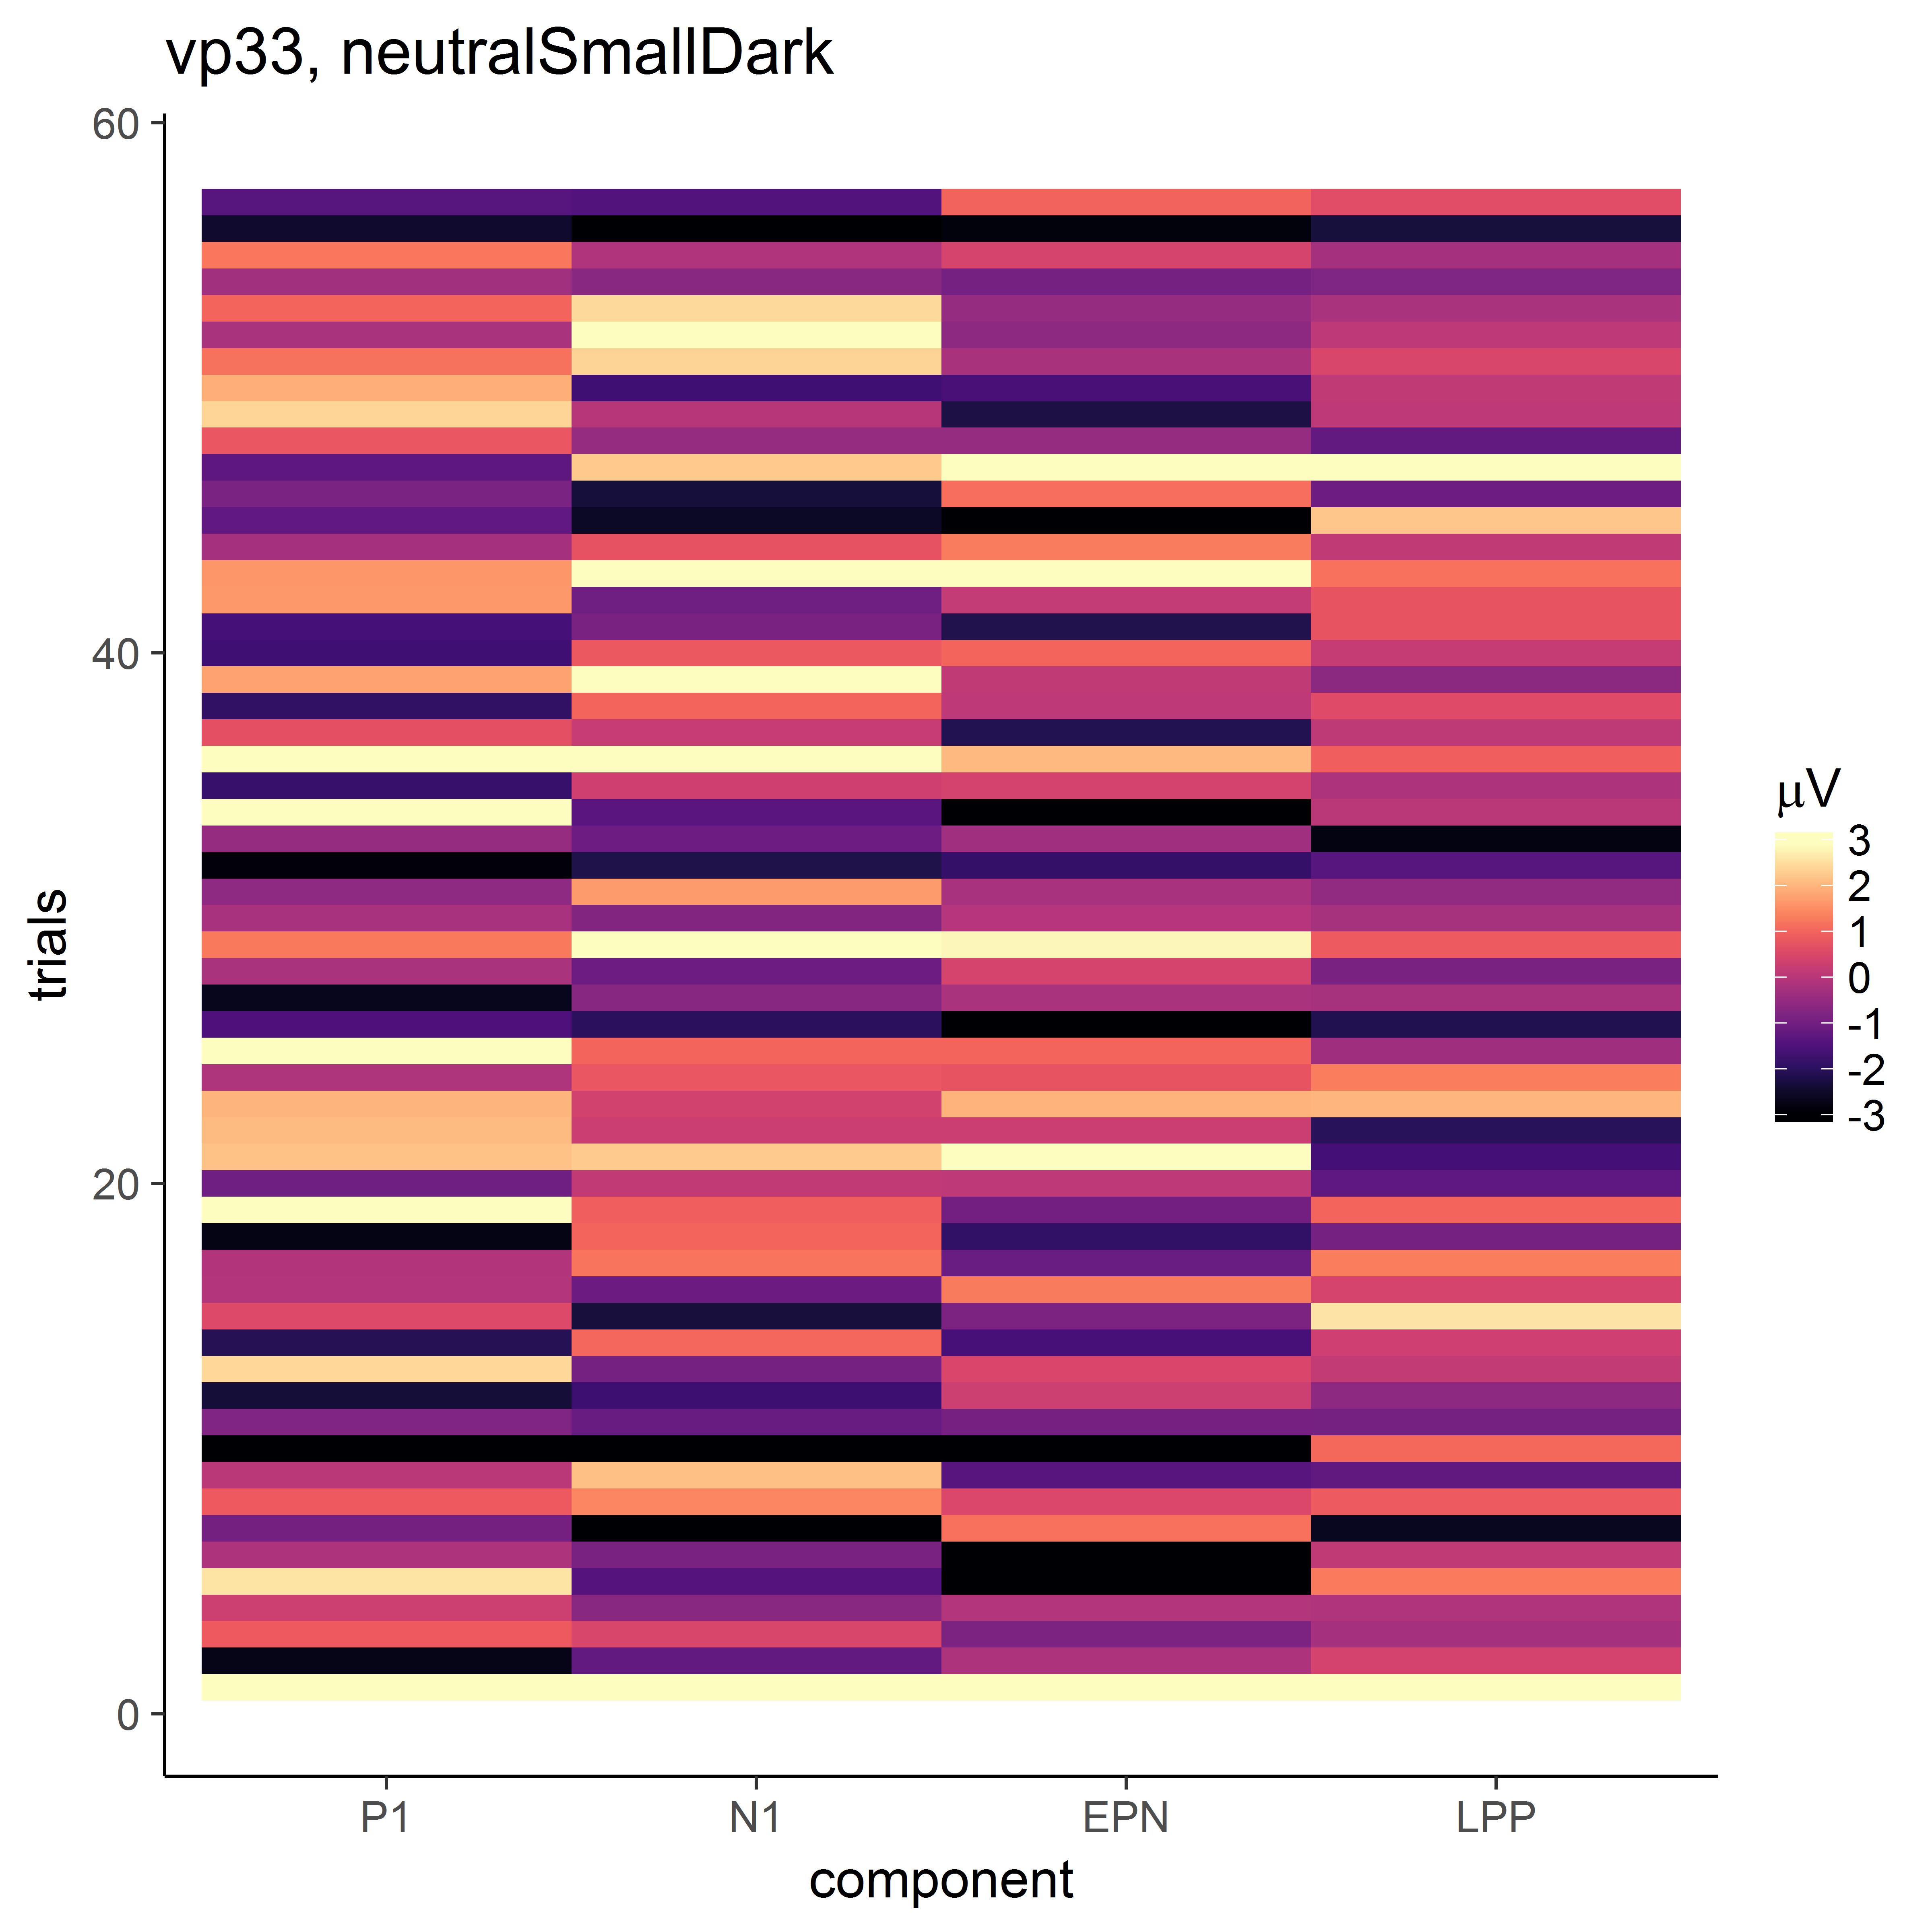 vp33, neutralSmallDark
60
40
20
0
trials
P1 N1 EPN LPP
component
μV
3
2
1
0
-1
-2
-3